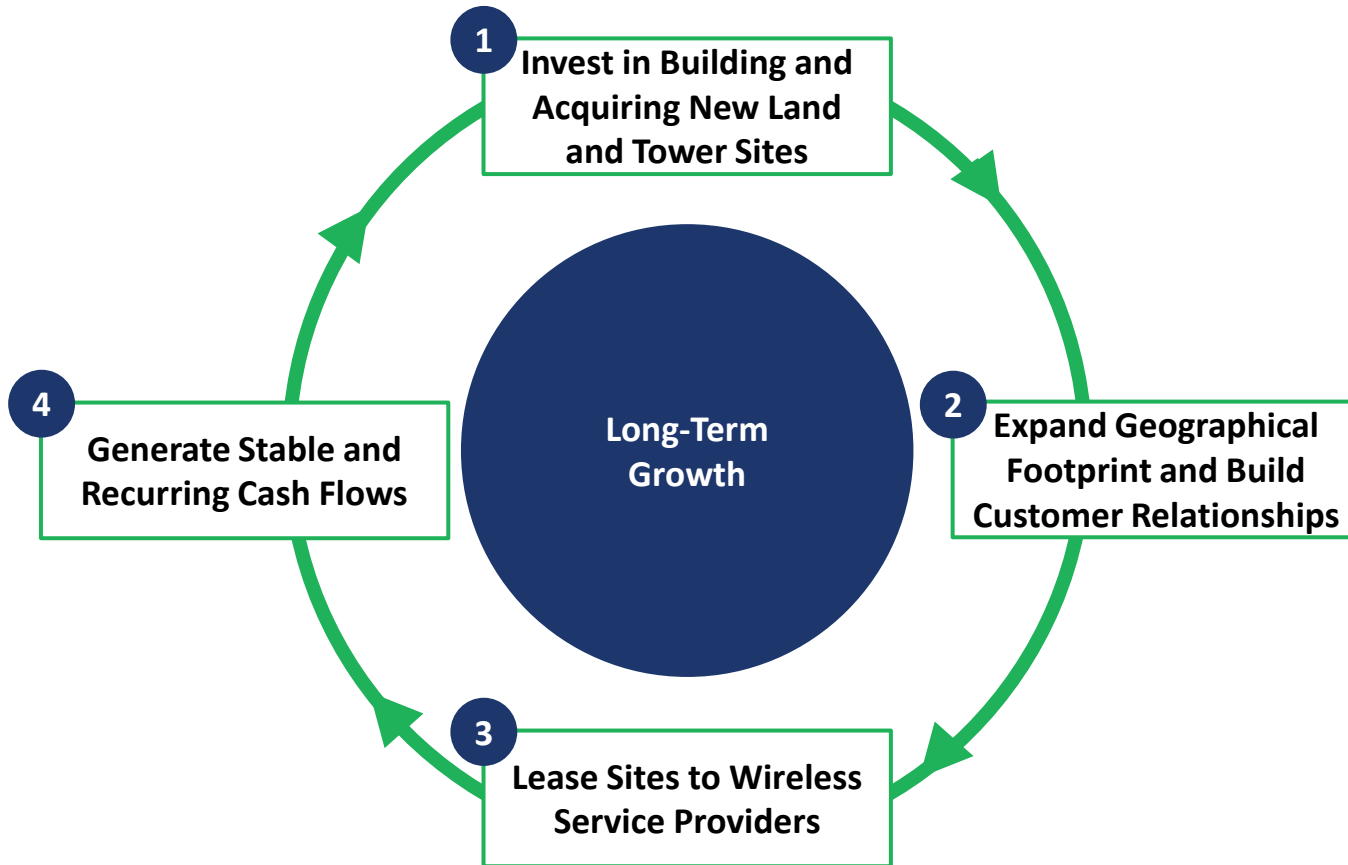 1
Invest in Building and
Acquiring New Land
and Tower Sites
2
Expand Geographical
Footprint and Build
Customer Relationships
3
Lease Sites to Wireless
Service Providers
4
Generate Stable and
Recurring Cash Flows
Long-Term
Growth